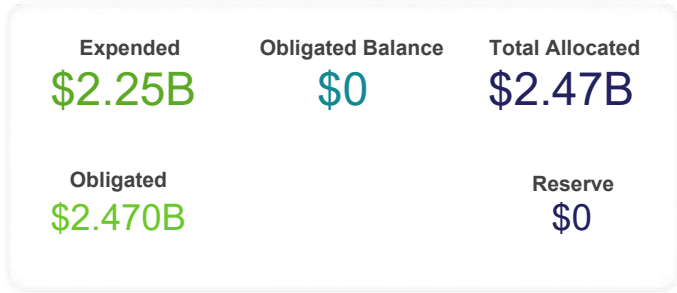 Expended Obligated Balance Total Allocated
$2.25B $0 $2.47B
Obligated Reserve
$2.470B $0